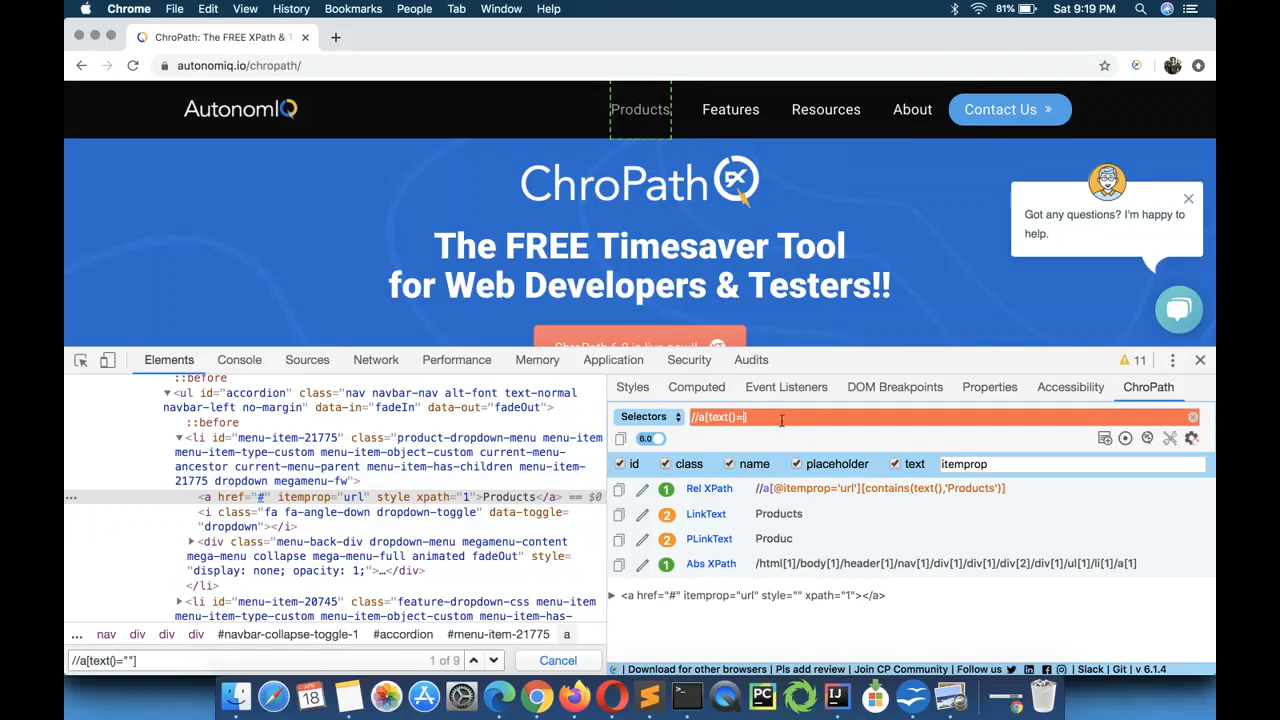 Chrome File Edit View History Bookmarks People Tab Window Help 81% Sat 9:19 PM
ChroPath: The FREE XPath & T
autonomiq.io/chropath/
AutonomIQ Products Features Resources About Contact Us »
ChroPath
The FREE Timesaver Tool
for Web Developers & Testers!!
Got any questions? I'm happy to
help.
Elements Console Sources Network Performance Memory Application Security Audits 11
::before
<ul id="accordion" class="nav navbar-nav alt-font text-normal
navbar-left no-margin" data-in="fadeIn" data-out="fadeOut">
::before
<li id="menu-item-21775" class="product-dropdown-menu menu-item
menu-item-type-custom menu-item-object-custom current-menu-
ancestor current-menu-parent menu-item-has-children menu-item-
21775 dropdown megamenu-fw">
<a href="#" itemprop="url" style xpath="1">Products</a> == $0
<i class="fa fa-angle-down dropdown-toggle" data-toggle=
"dropdown"></i>
<div class="menu-back-div dropdown-menu megamenu-content
mega-menu collapse mega-menu-full animated fadeOut" style=
"display: none; opacity: 1;">…</div>
</li>
<li id="menu-item-20745" class="feature-dropdown-css menu-item
menu-item-type-custom menu-item-object-custom menu-item-has-
... nav div div div #navbar-collapse-toggle-1 #accordion #menu-item-21775 a
//a[text()=""] 1 of 9 Cancel
Styles Computed Event Listeners DOM Breakpoints Properties Accessibility ChroPath
Selectors //a[text()=]
6.0
id class name placeholder text itemprop
1 Rel XPath //a[@itemprop='url'][contains(text(),'Products')]
2 LinkText Products
2 PLinkText Produc
1 Abs XPath /html[1]/body[1]/header[1]/nav[1]/div[1]/div[1]/div[2]/div[1]/ul[1]/li[1]/a[1]
<a href="#" itemprop="url" style="" xpath="1"></a>
| Download for other browsers | Pls add review | Join CP Community | Follow us | Slack | Git | v 6.1.4
APR
18
PC
IJ